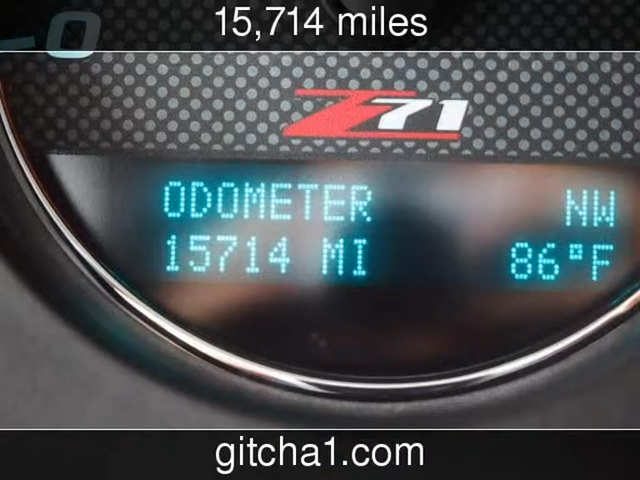 15,714 miles
Z71
ODOMETER NW
15714 MI 86°F
gitcha1.com